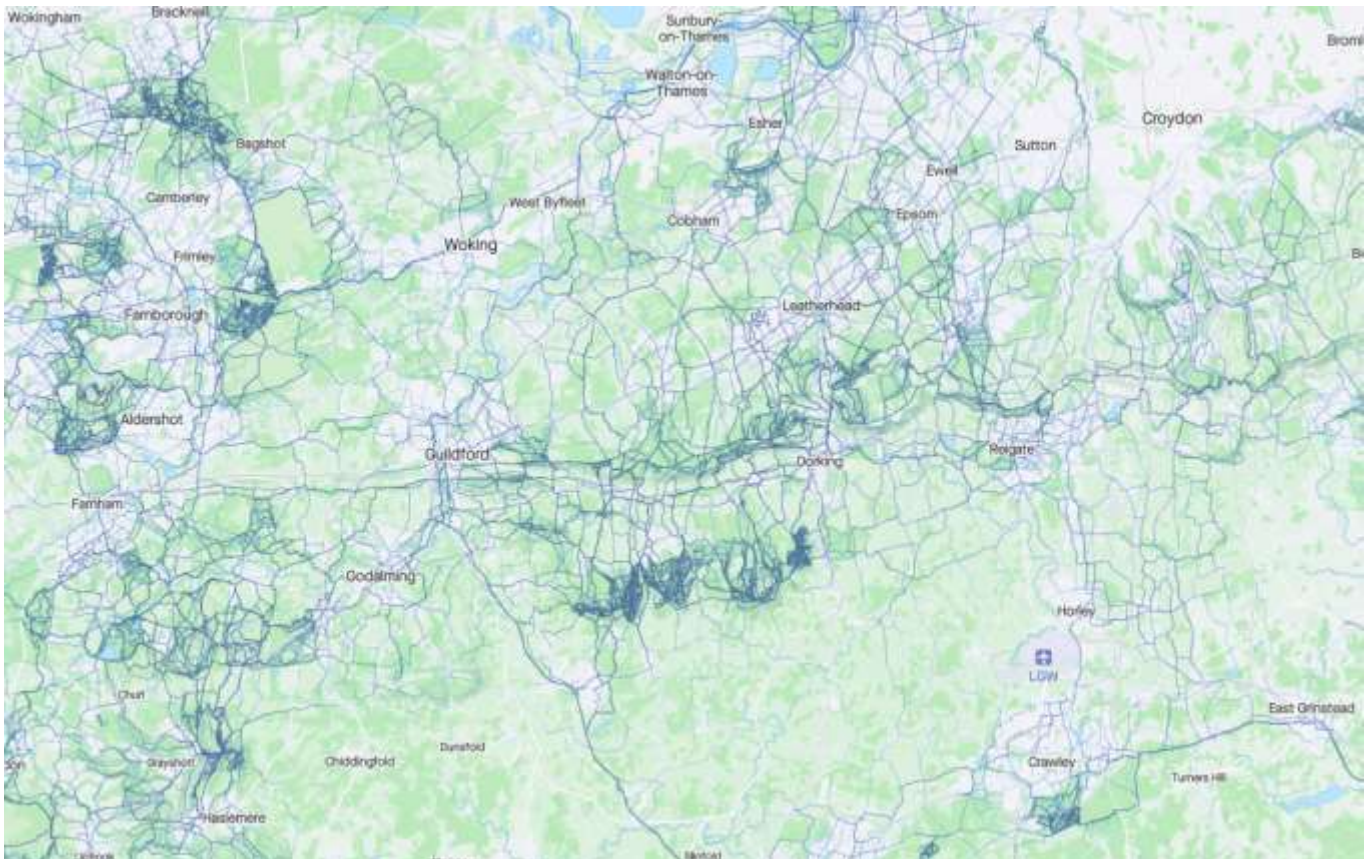 Wokingham
Bracknell
Sunbury-
on-Thames
Walton-on-
Thames
Esher
Croydon
Sutton
Bagshot
Ewell
Camberley
West Byfleet
Cobham
Epsom
Woking
Frimley
Leatherhead
Farnborough
Aldershot
Guildford
Dorking
Reigate
Farnham
Godalming
Horley
LGW
Churt
East Grinstead
Dunsfold
Grayshott
Chiddingfold
Crawley
Turners Hill
Haslemere